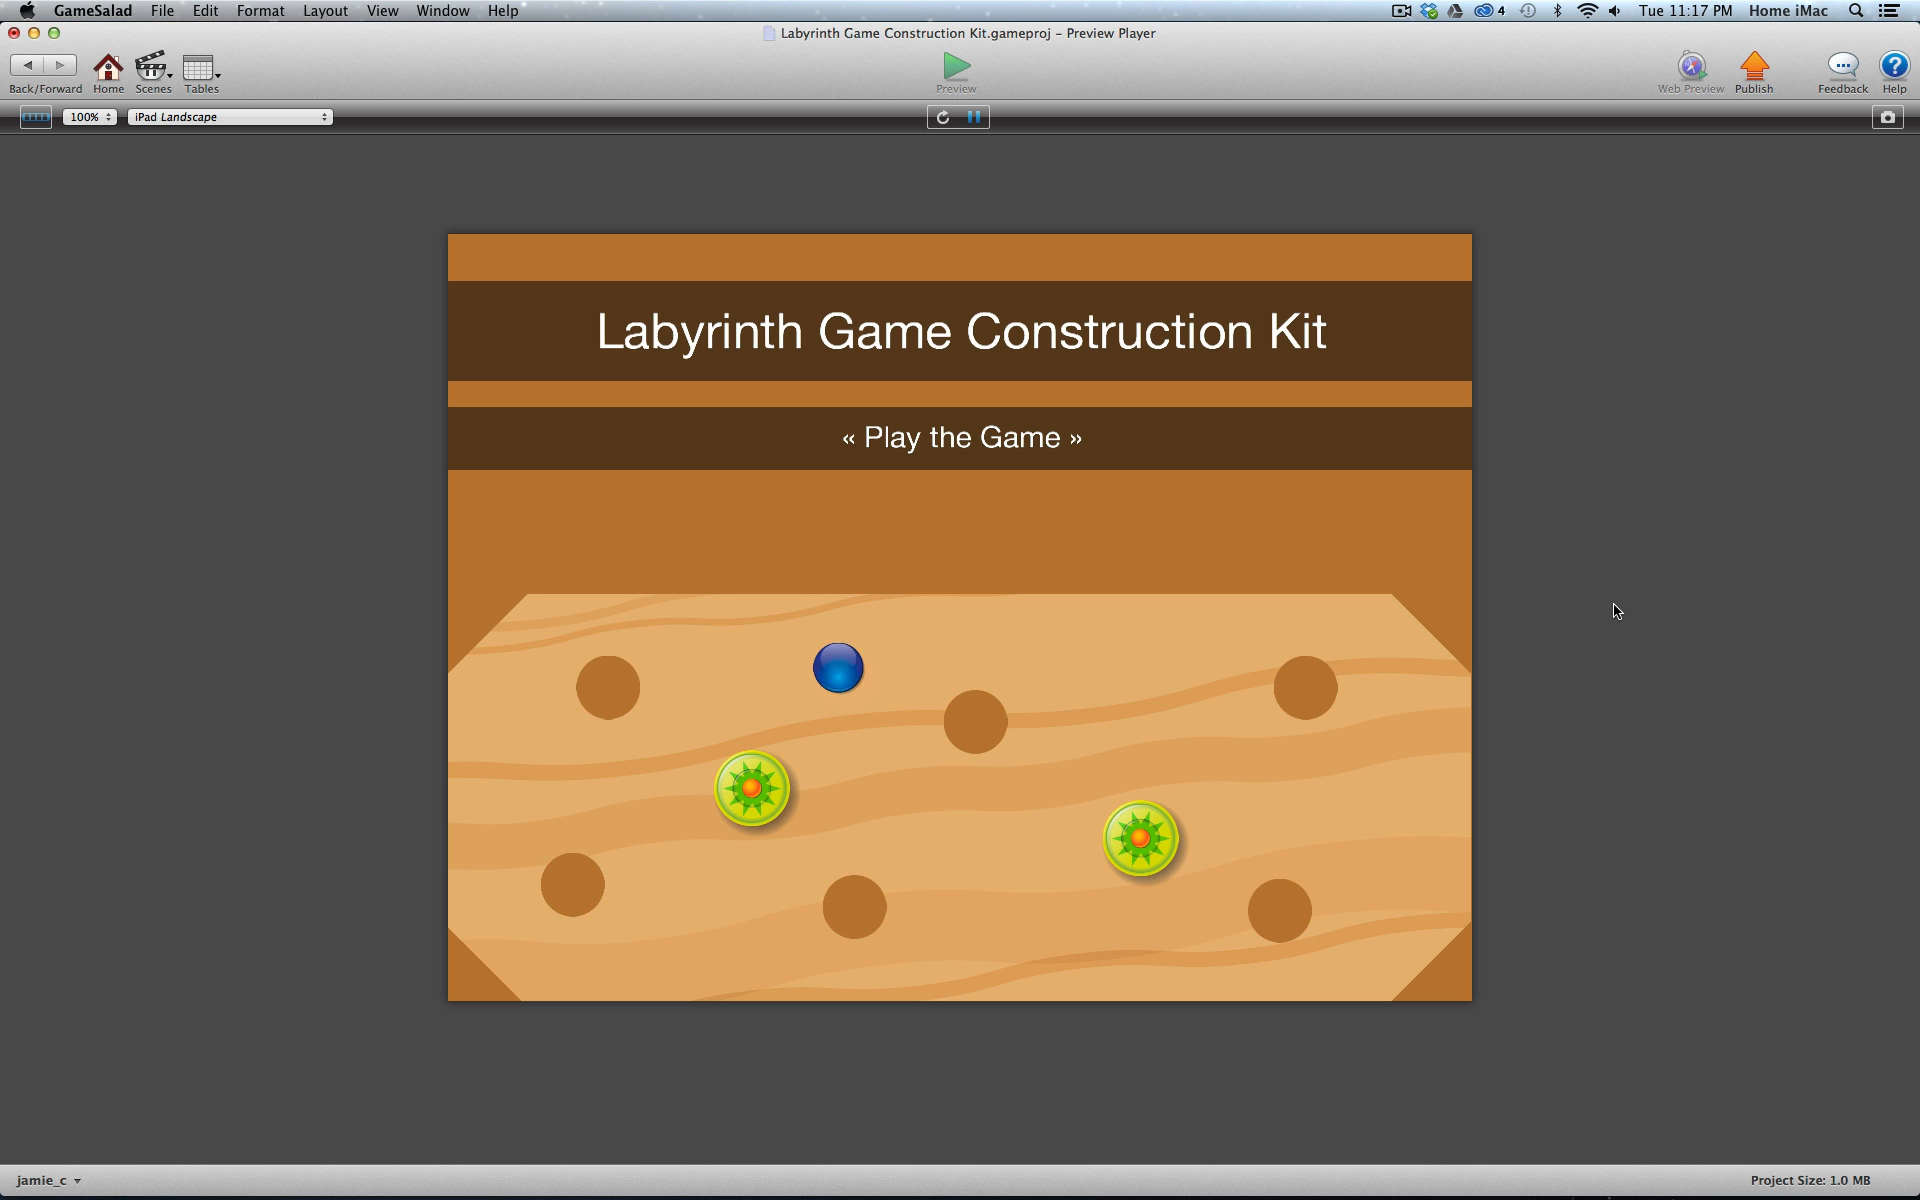 GameSalad File Edit Format Layout View Window Help 4 Tue 11:17 PM Home iMac
Labyrinth Game Construction Kit.gameproj – Preview Player
Back/Forward Home Scenes Tables Preview Web Preview Publish Feedback Help
100% iPad Landscape
Labyrinth Game Construction Kit
« Play the Game »
jamie_c Project Size: 1.0 MB